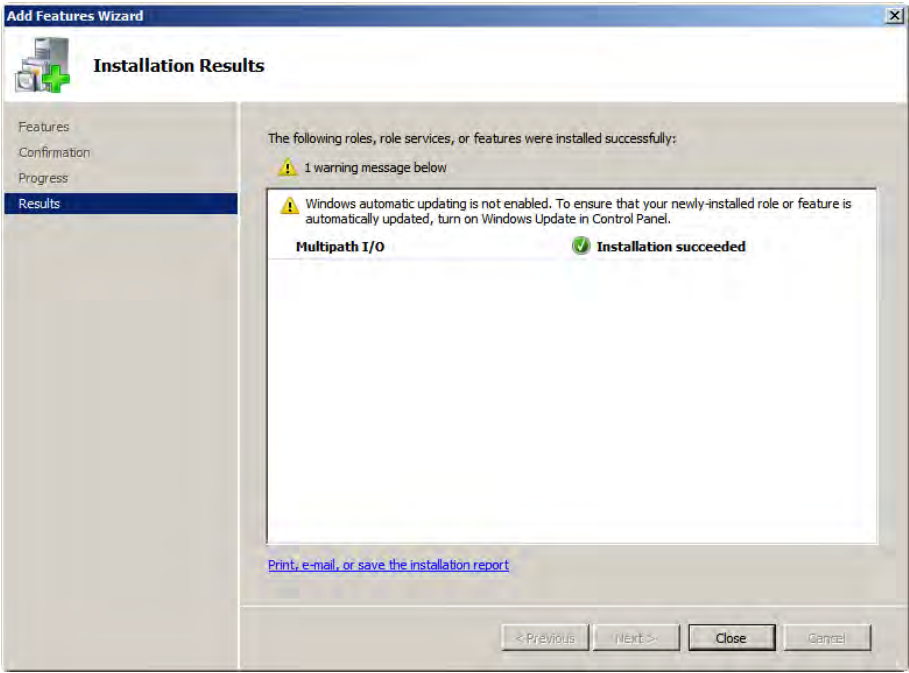 Add Features Wizard
Installation Results
Features
Confirmation
Progress
Results
The following roles, role services, or features were installed successfully:
1 warning message below
Windows automatic updating is not enabled. To ensure that your newly-installed role or feature is
automatically updated, turn on Windows Update in Control Panel.
Multipath I/O Installation succeeded
Print, e-mail, or save the installation report
< Previous Next > Close Cancel